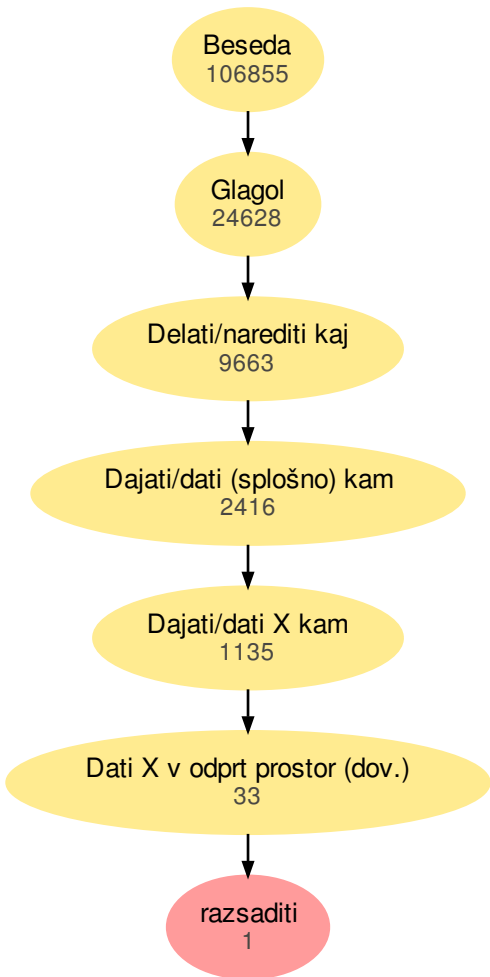 Beseda
106855
Glagol
24628
Delati/narediti kaj
9663
Dajati/dati (splošno) kam
2416
Dajati/dati X kam
1135
Dati X v odprt prostor (dov.)
33
razsaditi
1